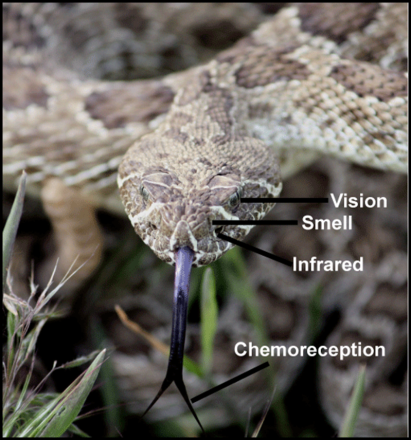 Vision
Smell
Infrared
Chemoreception